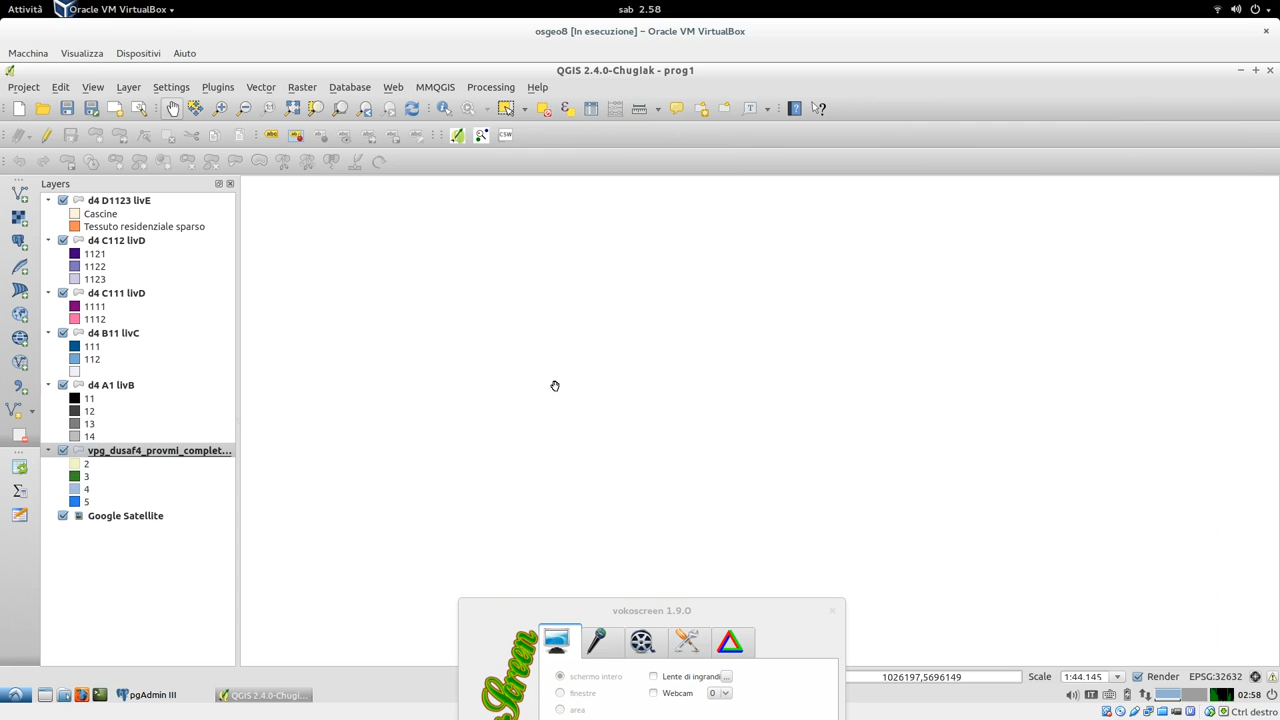 Attività
Oracle VM VirtualBox
sab 2.58
osgeo8 [In esecuzione] – Oracle VM VirtualBox
Macchina Visualizza Dispositivi Aiuto
QGIS 2.4.0-Chugiak - prog1
Project Edit View Layer Settings Plugins Vector Raster Database Web MMQGIS Processing Help
abc
CSW
Layers
d4 D1123 livE
Cascine
Tessuto residenziale sparso
d4 C112 livD
1121
1122
1123
d4 C111 livD
1111
1112
d4 B11 livC
111
112
d4 A1 livB
11
12
13
14
vpg_dusaf4_provmi_complet...
2
3
4
5
Google Satellite
vokoscreen 1.9.0
Screen
schermo intero
Lente di ingrandi
...
finestre
Webcam
0
area
1026197,5696149
Scale
1:44.145
Render
EPSG:32632
pgAdmin III
QGIS 2.4.0-Chugi...
IT
02:58
Ctrl destro